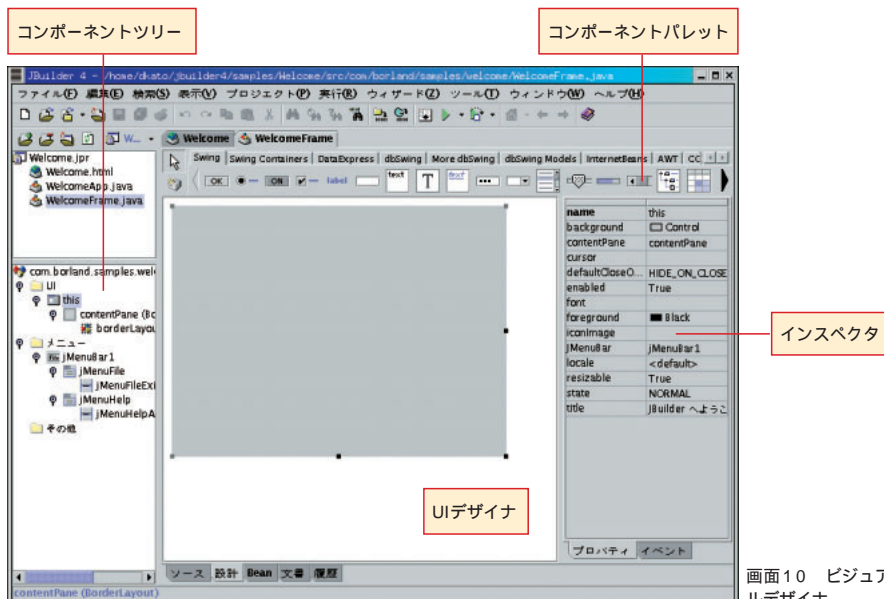 コンポーネントツリー
コンポーネントパレット
JBuilder 4 - /home/dkato/jbuilder4/samples/Welcome/src/com/borland/samples/welcome/WelcomeFrame.java
ファイル(F) 編集(E) 検索(S) 表示(V) プロジェクト(P) 実行(R) ウィザード(Z) ツール(T) ウィンドウ(W) ヘルプ(H)
W...
Welcome WelcomeFrame
Welcome.jpr
Welcome.html
WelcomeApp.java
WelcomeFrame.java
Swing Swing Containers DataExpress dbSwing More dbSwing dbSwing Models InternetBeans AWT CC
OK ON label text T text
com.borland.samples.wel
UI
this
contentPane (Bo
borderLayou
メニュー
jMenuBar1
jMenuFile
jMenuFileExi
jMenuHelp
jMenuHelpA
その他
name this
background Control
contentPane contentPane
cursor
defaultCloseO... HIDE_ON_CLOSE
enabled True
font
foreground Black
iconImage
JMenuBar jMenuBar1
locale <default>
resizable True
state NORMAL
title JBuilder へようこ
インスペクタ
UIデザイナ
プロパティ イベント
ソース 設計 Bean 文書 履歴
contentPane (BorderLayout)
画面10 ビジュア
ルデザイナ